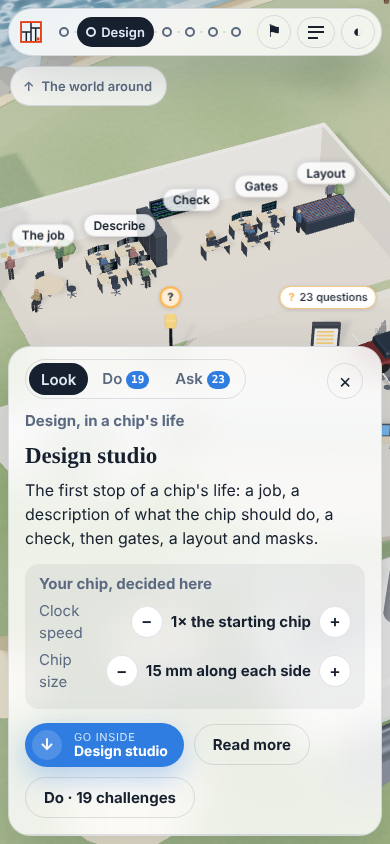 Design
↑ The world around
Layout
Gates
Check
Describe
The job
?
? 23 questions
Look
Do 19
Ask 23
×
Design, in a chip's life
Design studio
The first stop of a chip's life: a job, a
description of what the chip should do, a
check, then gates, a layout and masks.
Your chip, decided here
Clock
speed
− 1× the starting chip +
Chip
size
− 15 mm along each side +
GO INSIDE
Design studio
Read more
Do · 19 challenges